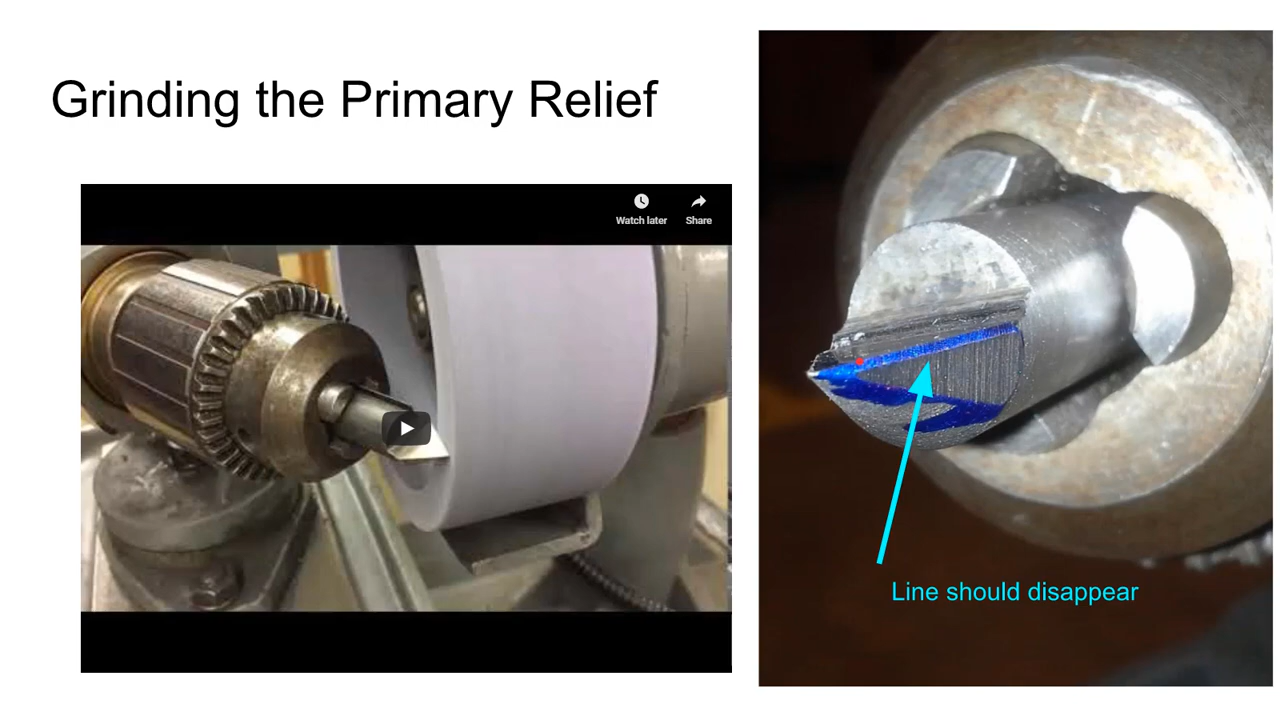 Grinding the Primary Relief
Watch later
Share
Line should disappear